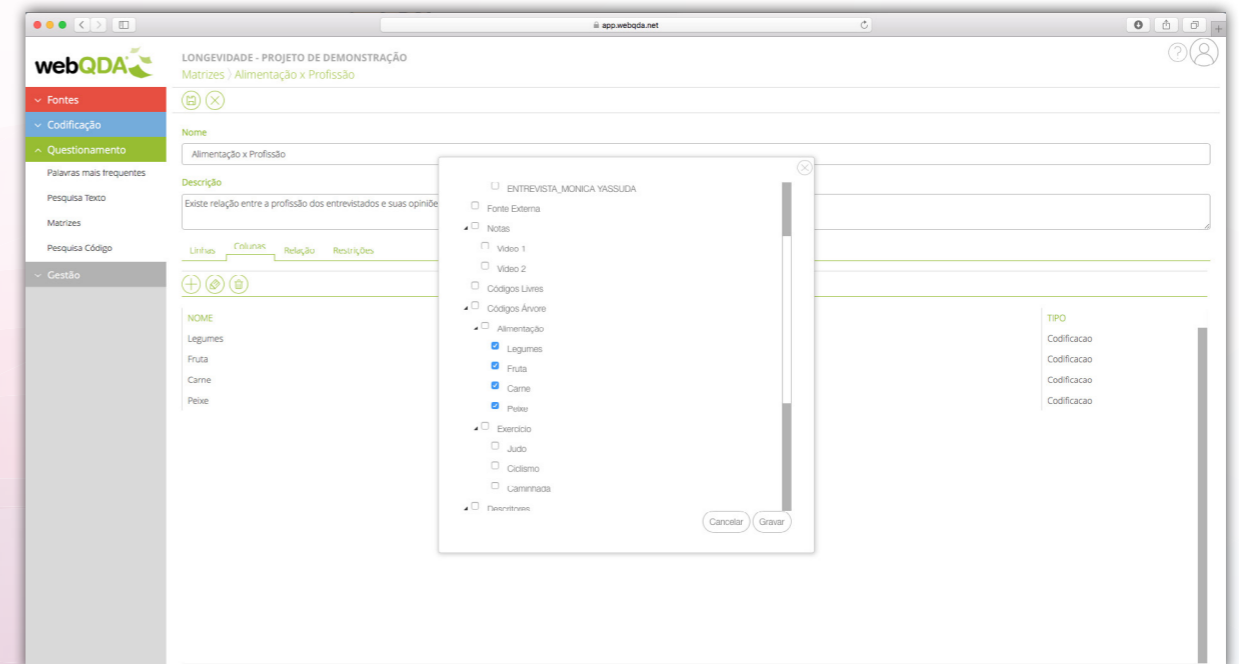 app.webqda.net
webQDA
LONGEVIDADE - PROJETO DE DEMONSTRAÇÃO
Matrizes 〉Alimentação x Profissão
Fontes
Codificação
Questionamento
Palavras mais frequentes
Pesquisa Texto
Matrizes
Pesquisa Código
Gestão
Nome
Alimentação x Profissão
Descrição
Existe relação entre a profissão dos entrevistados e suas opiniõe
Linhas Colunas Relação Restrições
NOME TIPO
Legumes Codificacao
Fruta Codificacao
Carne Codificacao
Peixe Codificacao
ENTREVISTA_MONICA YASSUDA
Fonte Externa
Notas
Video 1
Video 2
Códigos Livres
Códigos Árvore
Alimentação
Legumes
Fruta
Carne
Peixe
Exercício
Judo
Ciclismo
Caminhada
Descritores
Cancelar Gravar